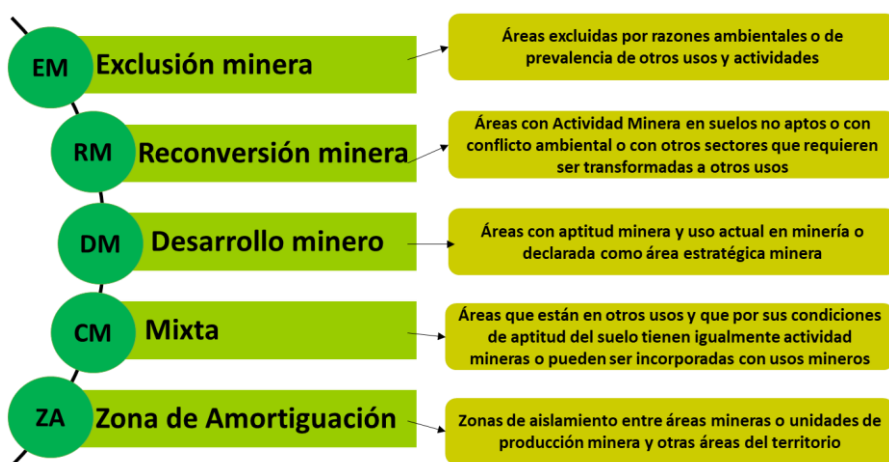 EM
Exclusión minera
Áreas excluidas por razones ambientales o de
prevalencia de otros usos y actividades
RM
Reconversión minera
Áreas con Actividad Minera en suelos no aptos o con
conflicto ambiental o con otros sectores que requieren
ser transformadas a otros usos
DM
Desarrollo minero
Áreas con aptitud minera y uso actual en minería o
declarada como área estratégica minera
CM
Mixta
Áreas que están en otros usos y que por sus condiciones
de aptitud del suelo tienen igualmente actividad
mineras o pueden ser incorporadas con usos mineros
ZA
Zona de Amortiguación
Zonas de aislamiento entre áreas mineras o unidades de
producción minera y otras áreas del territorio